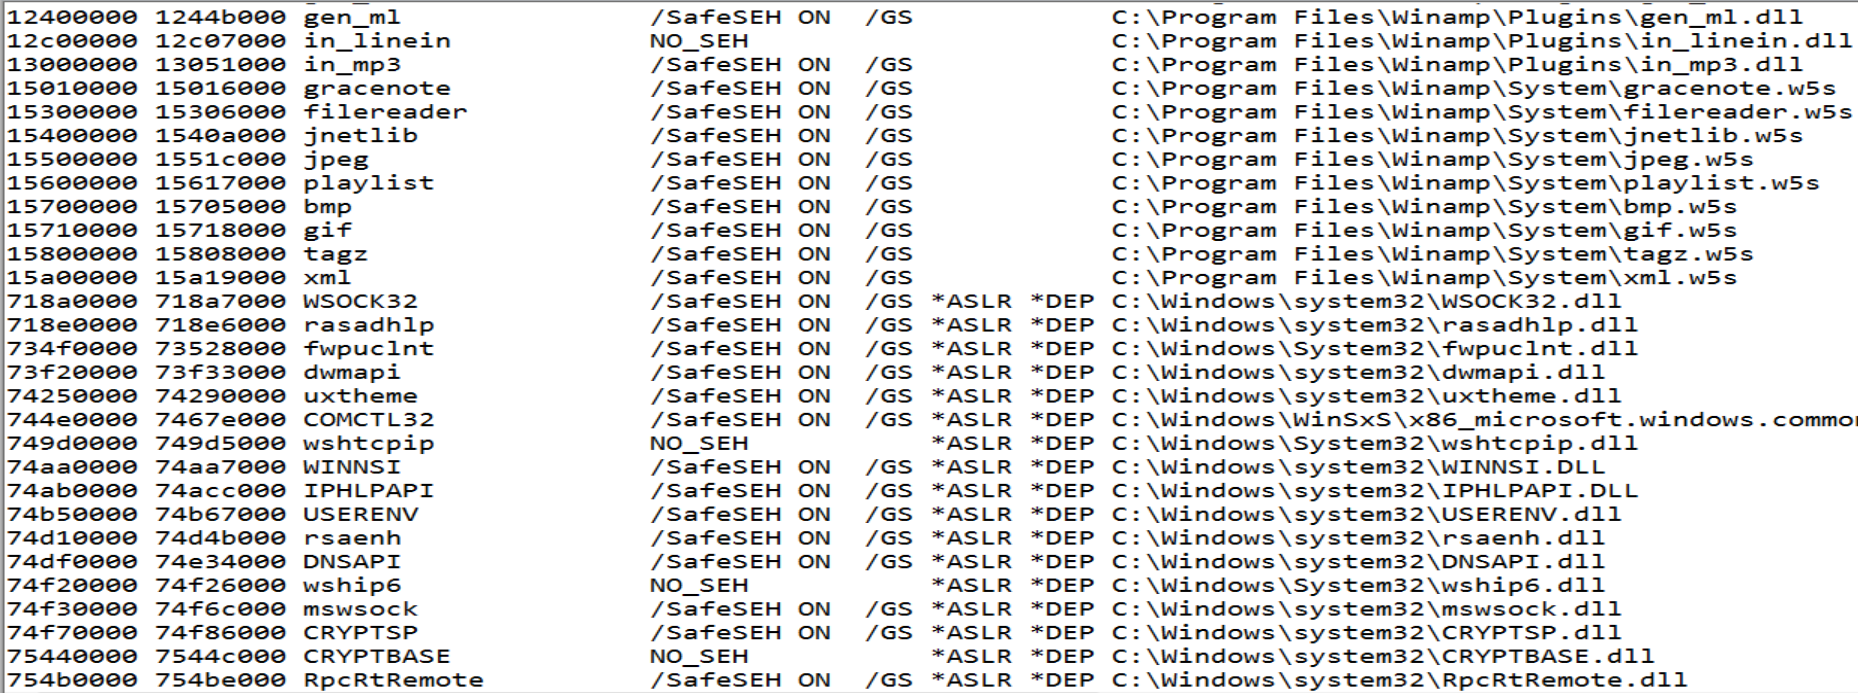 12400000 1244b000 gen_ml /SafeSEH ON /GS C:\Program Files\Winamp\Plugins\gen_ml.dll
12c00000 12c07000 in_linein NO_SEH C:\Program Files\Winamp\Plugins\in_linein.dll
13000000 13051000 in_mp3 /SafeSEH ON /GS C:\Program Files\Winamp\Plugins\in_mp3.dll
15010000 15016000 gracenote /SafeSEH ON /GS C:\Program Files\Winamp\System\gracenote.w5s
15300000 15306000 filereader /SafeSEH ON /GS C:\Program Files\Winamp\System\filereader.w5s
15400000 1540a000 jnetlib /SafeSEH ON /GS C:\Program Files\Winamp\System\jnetlib.w5s
15500000 1551c000 jpeg /SafeSEH ON /GS C:\Program Files\Winamp\System\jpeg.w5s
15600000 15617000 playlist /SafeSEH ON /GS C:\Program Files\Winamp\System\playlist.w5s
15700000 15705000 bmp /SafeSEH ON /GS C:\Program Files\Winamp\System\bmp.w5s
15710000 15718000 gif /SafeSEH ON /GS C:\Program Files\Winamp\System\gif.w5s
15800000 15808000 tagz /SafeSEH ON /GS C:\Program Files\Winamp\System\tagz.w5s
15a00000 15a19000 xml /SafeSEH ON /GS C:\Program Files\Winamp\System\xml.w5s
718a0000 718a7000 WSOCK32 /SafeSEH ON /GS *ASLR *DEP C:\Windows\system32\WSOCK32.dll
718e0000 718e6000 rasadhlp /SafeSEH ON /GS *ASLR *DEP C:\Windows\system32\rasadhlp.dll
734f0000 73528000 fwpuclnt /SafeSEH ON /GS *ASLR *DEP C:\Windows\System32\fwpuclnt.dll
73f20000 73f33000 dwmapi /SafeSEH ON /GS *ASLR *DEP C:\Windows\system32\dwmapi.dll
74250000 74290000 uxtheme /SafeSEH ON /GS *ASLR *DEP C:\Windows\system32\uxtheme.dll
744e0000 7467e000 COMCTL32 /SafeSEH ON /GS *ASLR *DEP C:\Windows\WinSxS\x86_microsoft.windows.common
749d0000 749d5000 wshtcpip NO_SEH *ASLR *DEP C:\Windows\System32\wshtcpip.dll
74aa0000 74aa7000 WINNSI /SafeSEH ON /GS *ASLR *DEP C:\Windows\system32\WINNSI.DLL
74ab0000 74acc000 IPHLPAPI /SafeSEH ON /GS *ASLR *DEP C:\Windows\system32\IPHLPAPI.DLL
74b50000 74b67000 USERENV /SafeSEH ON /GS *ASLR *DEP C:\Windows\system32\USERENV.dll
74d10000 74d4b000 rsaenh /SafeSEH ON /GS *ASLR *DEP C:\Windows\system32\rsaenh.dll
74df0000 74e34000 DNSAPI /SafeSEH ON /GS *ASLR *DEP C:\Windows\system32\DNSAPI.dll
74f20000 74f26000 wship6 NO_SEH *ASLR *DEP C:\Windows\System32\wship6.dll
74f30000 74f6c000 mswsock /SafeSEH ON /GS *ASLR *DEP C:\Windows\system32\mswsock.dll
74f70000 74f86000 CRYPTSP /SafeSEH ON /GS *ASLR *DEP C:\Windows\system32\CRYPTSP.dll
75440000 7544c000 CRYPTBASE NO_SEH *ASLR *DEP C:\Windows\system32\CRYPTBASE.dll
754b0000 754be000 RpcRtRemote /SafeSEH ON /GS *ASLR *DEP C:\Windows\system32\RpcRtRemote.dll